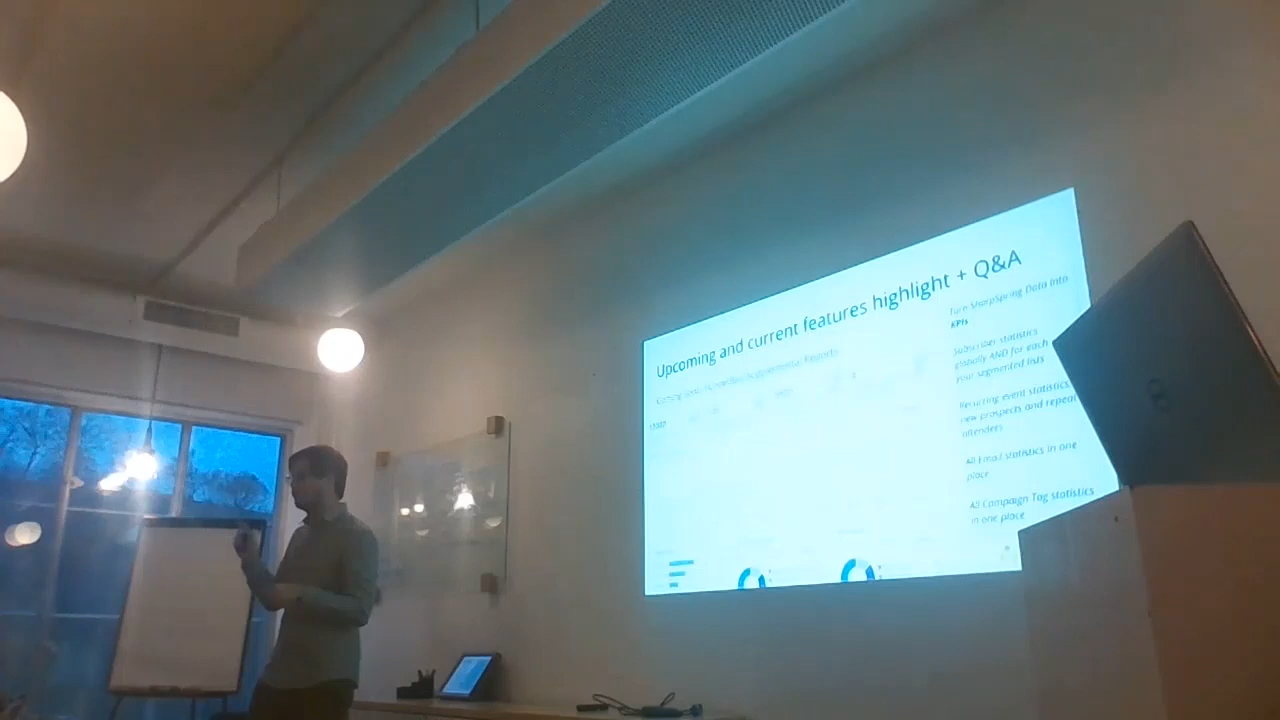 Upcoming and current features highlight + Q&A
Turn SharpSpring Data into
KPIs
Subscriber statistics
globally AND for each
your segmented lists
Recurring event statistics
new prospects and repeat
attendees
All Email statistics in one
place
All Campaign Tag statistics
in one place